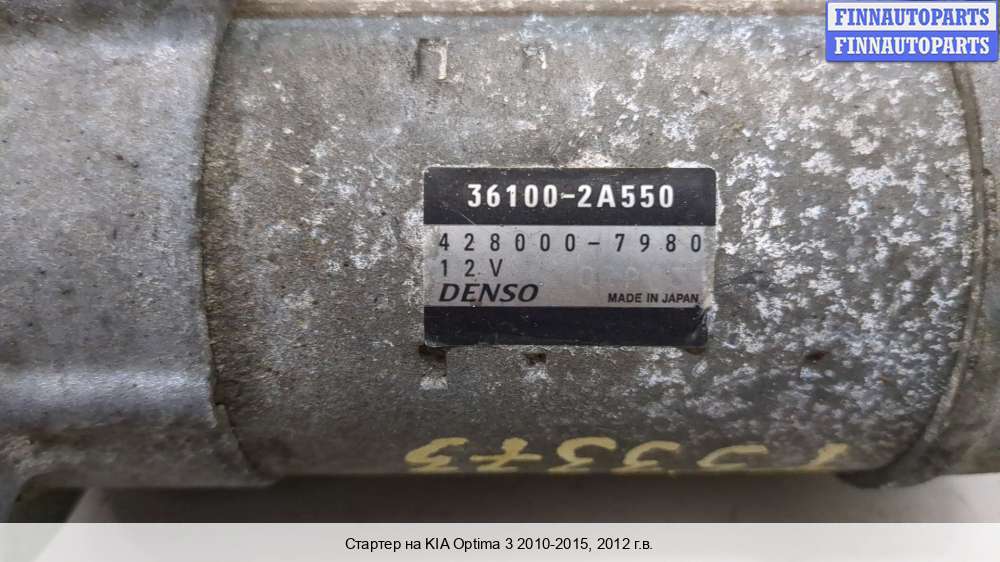 FINNAUTOPARTS
FINNAUTOPARTS
36100-2A550
428000-7980
12V
DENSO MADE IN JAPAN
Стартер на KIA Optima 3 2010-2015, 2012 г.в.